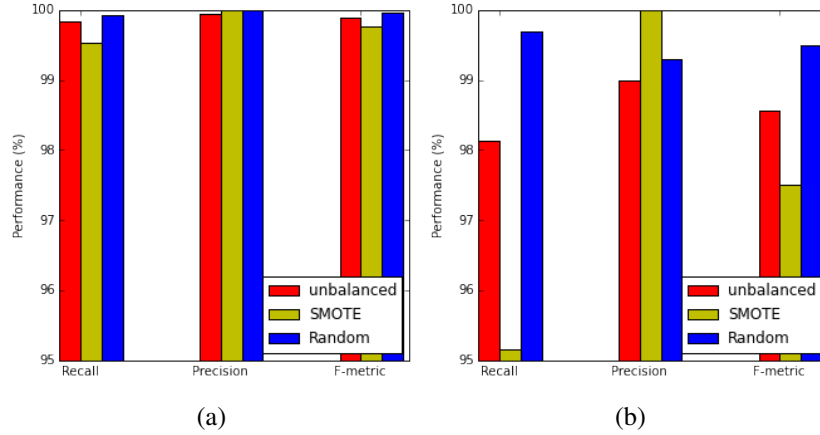 100
99
98
97
96
95
Performance (%)
Recall
Precision
F-metric
unbalanced
SMOTE
Random
(a)
100
99
98
97
96
95
Performance (%)
Recall
Precision
F-metric
unbalanced
SMOTE
Random
(b)